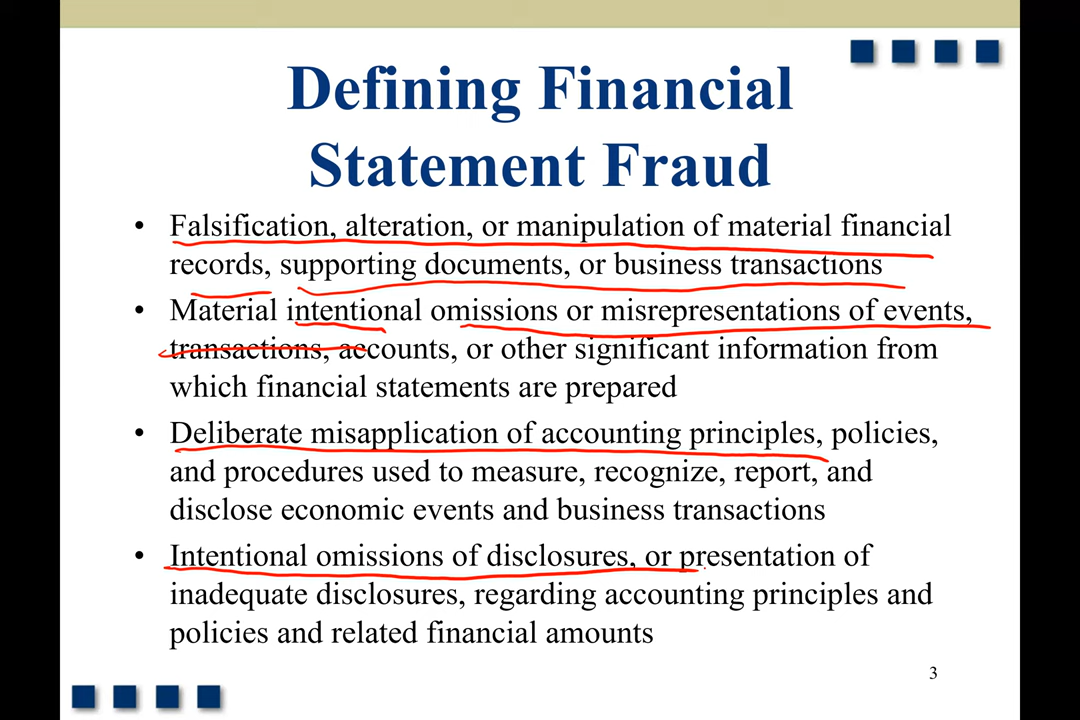 Defining Financial
Statement Fraud
• Falsification, alteration, or manipulation of material financial
records, supporting documents, or business transactions
• Material intentional omissions or misrepresentations of events,
transactions, accounts, or other significant information from
which financial statements are prepared
• Deliberate misapplication of accounting principles, policies,
and procedures used to measure, recognize, report, and
disclose economic events and business transactions
• Intentional omissions of disclosures, or presentation of
inadequate disclosures, regarding accounting principles and
policies and related financial amounts
3